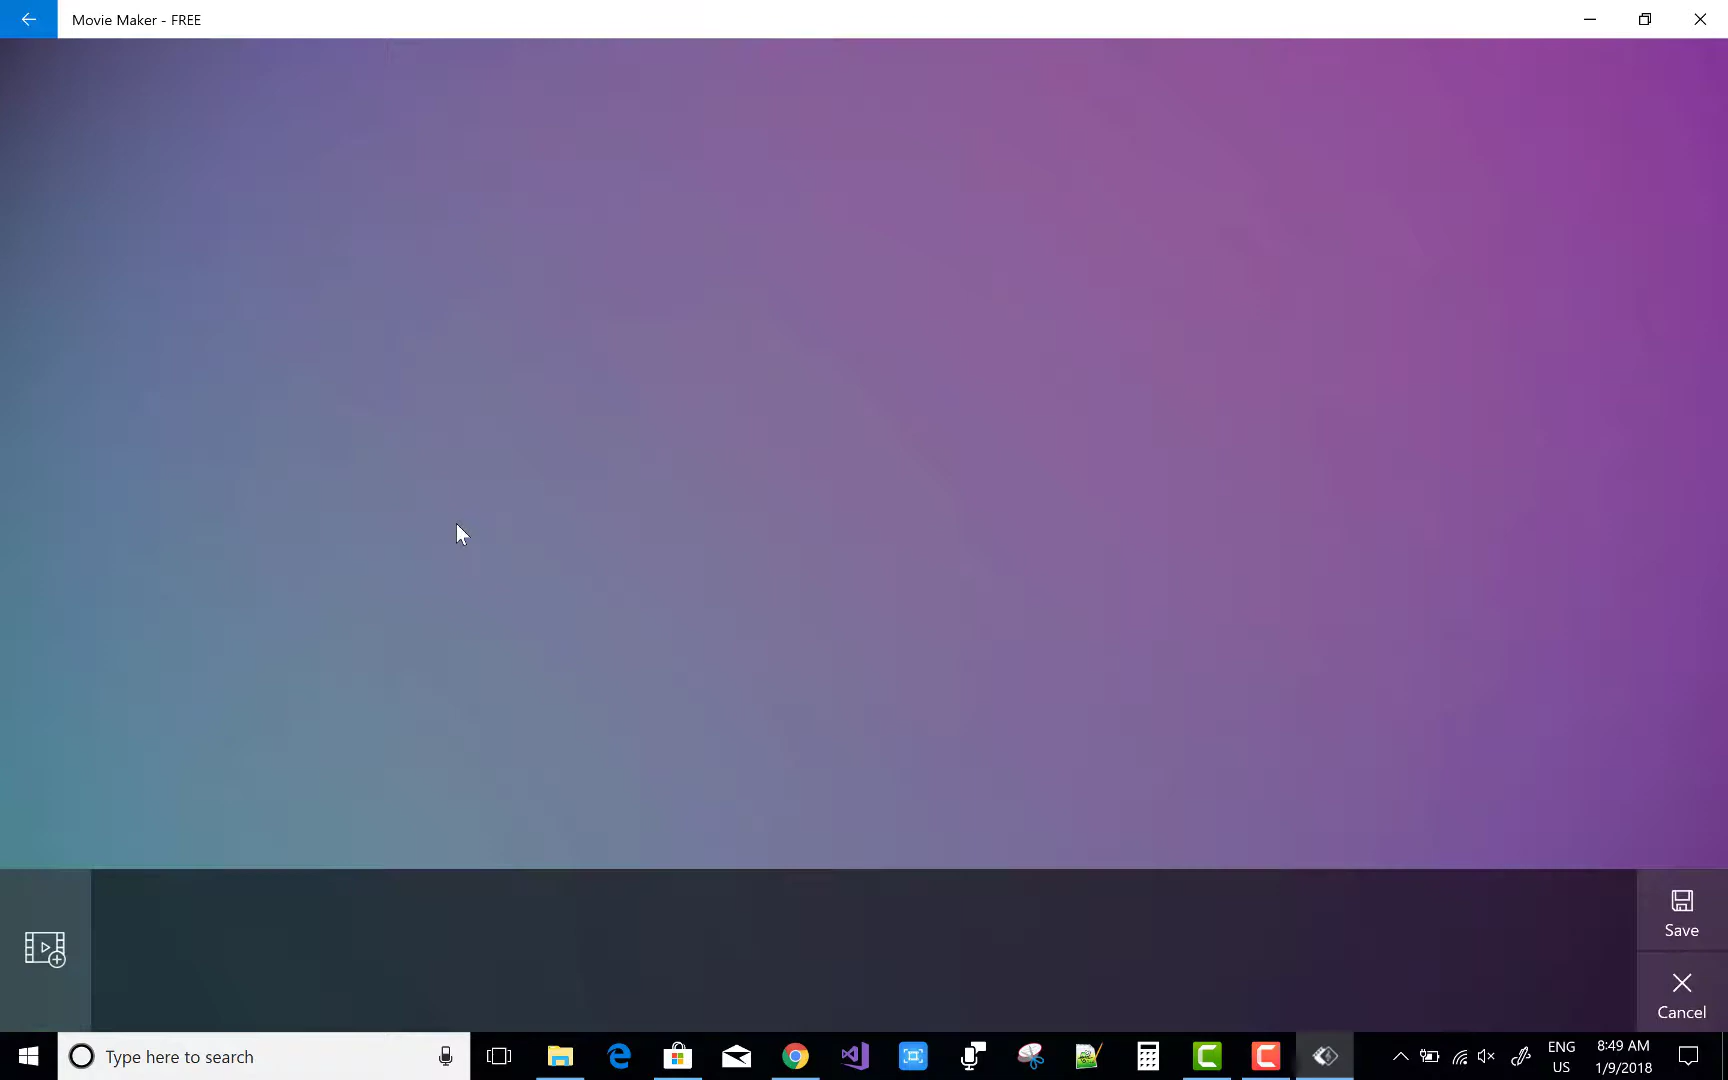 Movie Maker - FREE
Save
Cancel
Type here to search
ENG
US
8:49 AM
1/9/2018